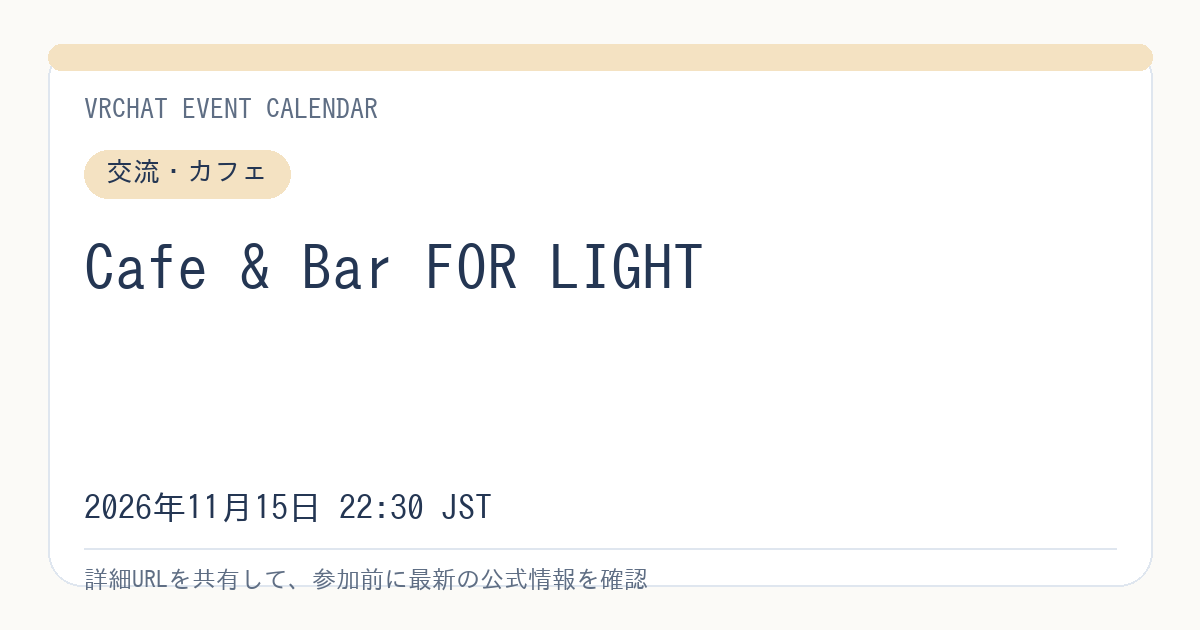 VRCHAT EVENT CALENDAR
交流・カフェ
Cafe & Bar FOR LIGHT
2026年11月15日 22:30 JST
詳細URLを共有して、参加前に最新の公式情報を確認